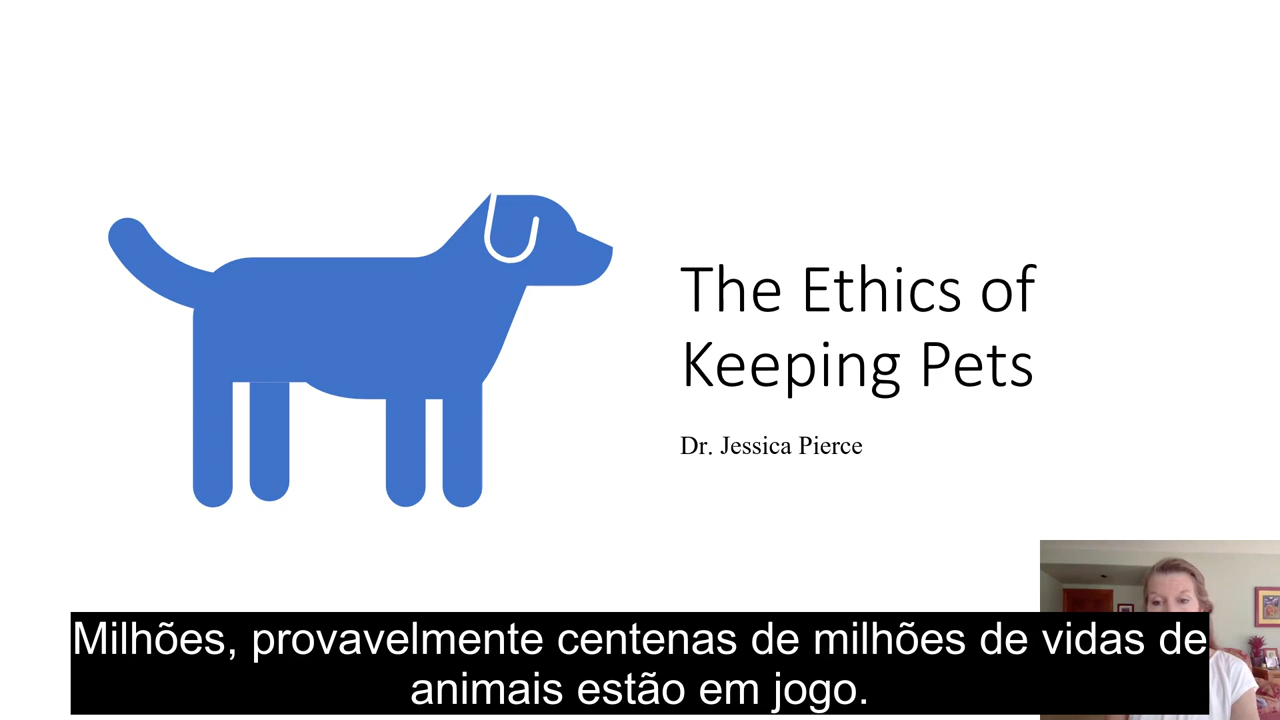 The Ethics of
Keeping Pets
Dr. Jessica Pierce
Milhões, provavelmente centenas de milhões de vidas de
animais estão em jogo.